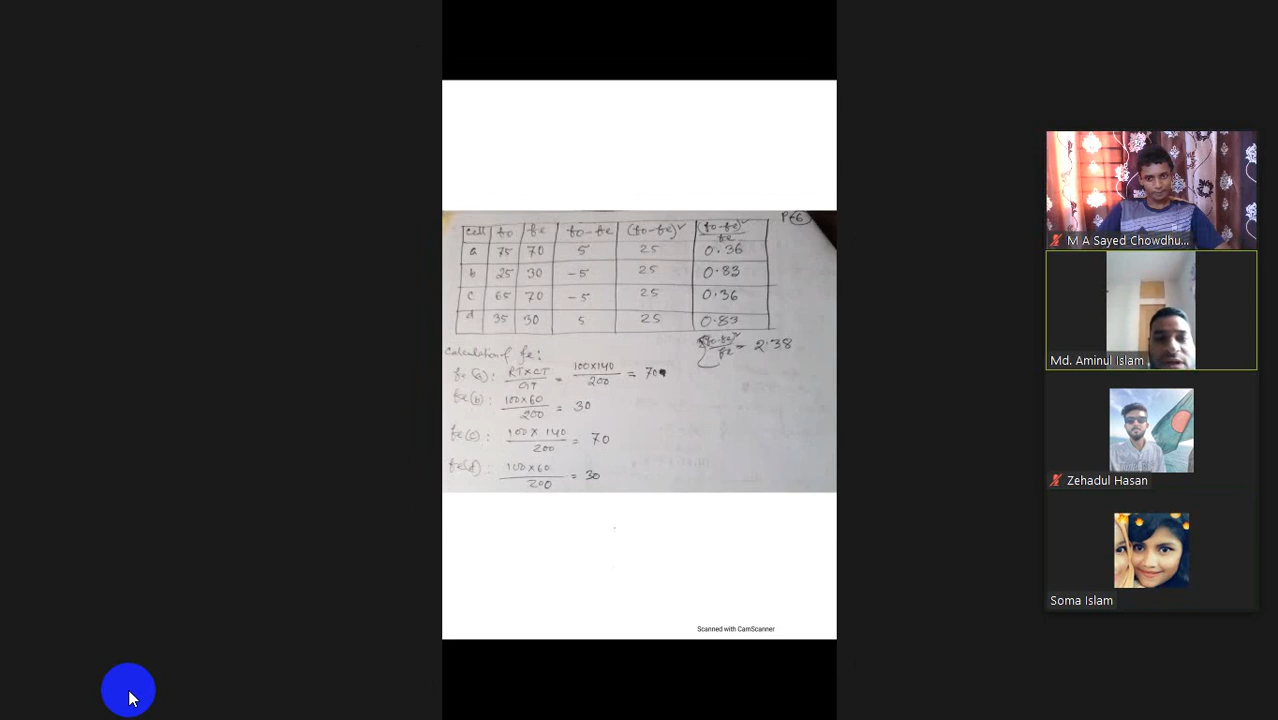 P-6
Cell fo fe fo - fe (fo-fe)² (fo-fe)²/fe
a 75 70 5 25 0.36
b 25 30 -5 25 0.83
c 65 70 -5 25 0.36
d 35 30 5 25 0.83
Σ(fo-fe)²/fe = 2.38
Calculation of fe:
fe (a): RT×CT/GT = 100×140/200 = 70
fe(b): 100×60/200 = 30
fe(c): 100×140/200 = 70
fe(d): 100×60/200 = 30
Scanned with CamScanner
M A Sayed Chowdhu...
Md. Aminul Islam
Zehadul Hasan
Soma Islam